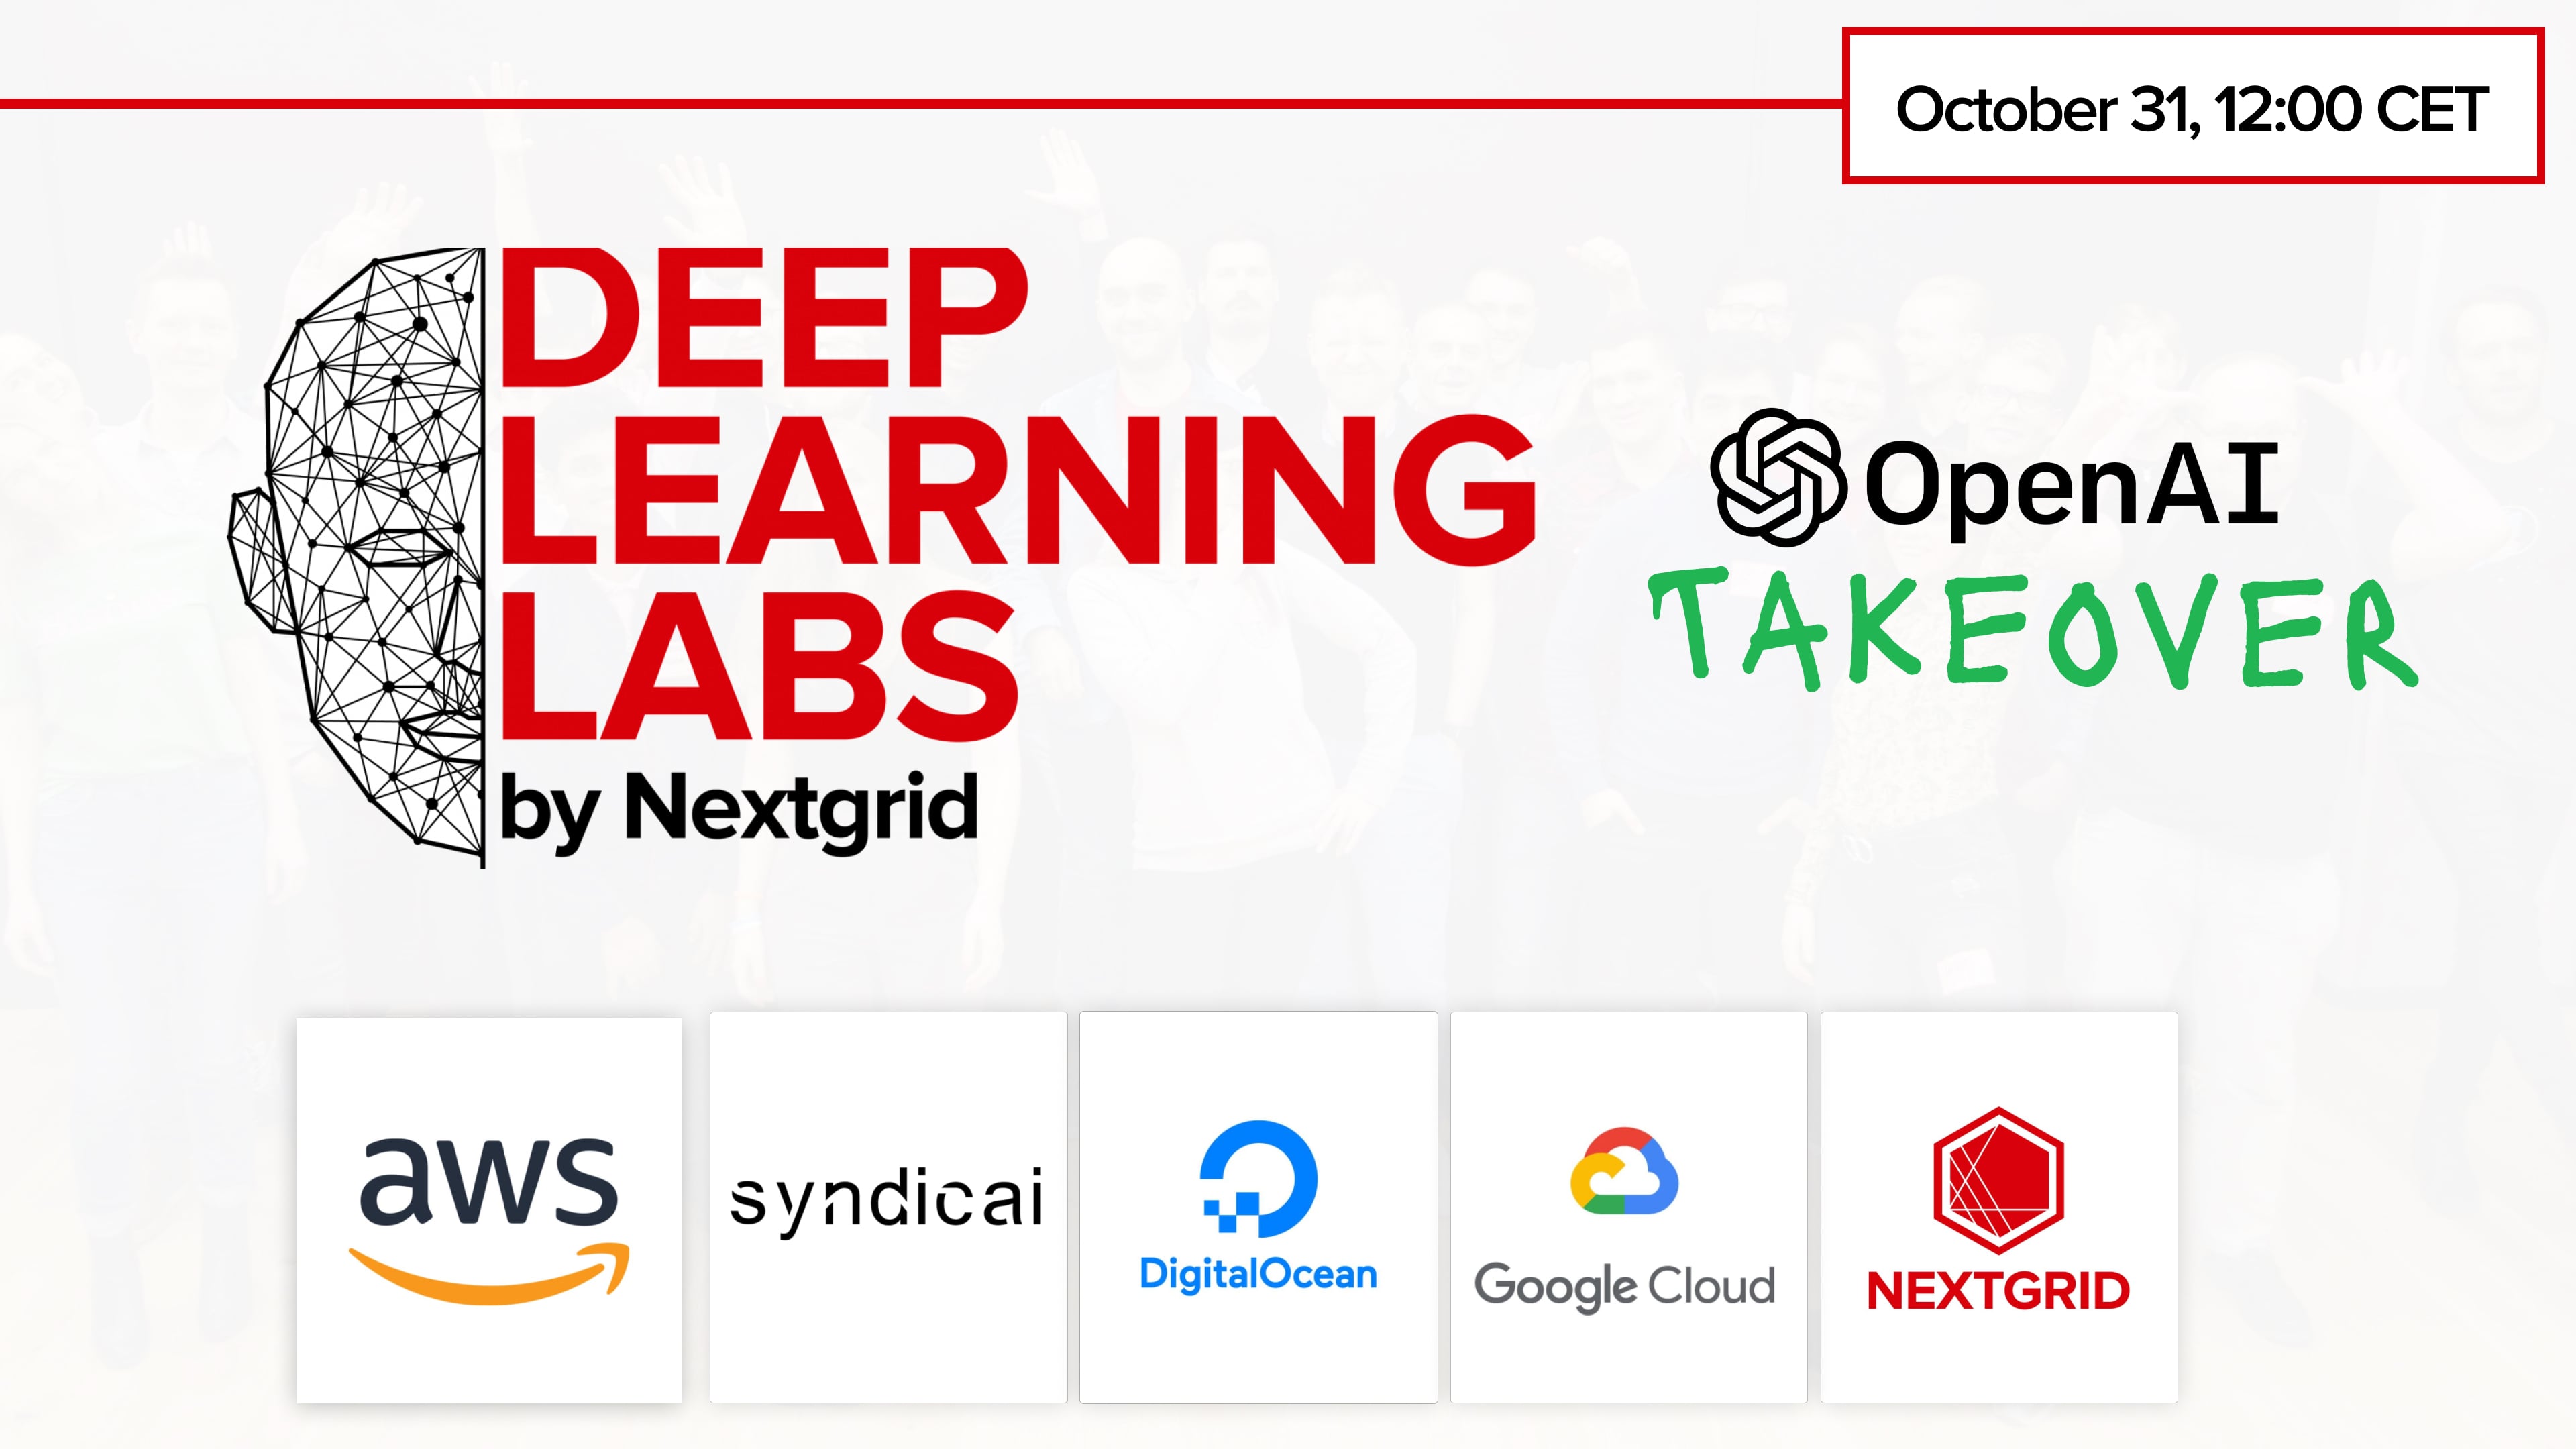 October 31, 12:00 CET
DEEP
LEARNING
LABS
by Nextgrid
OpenAI
TAKEOVER
aws
syndicai
DigitalOcean
Google Cloud
NEXTGRID